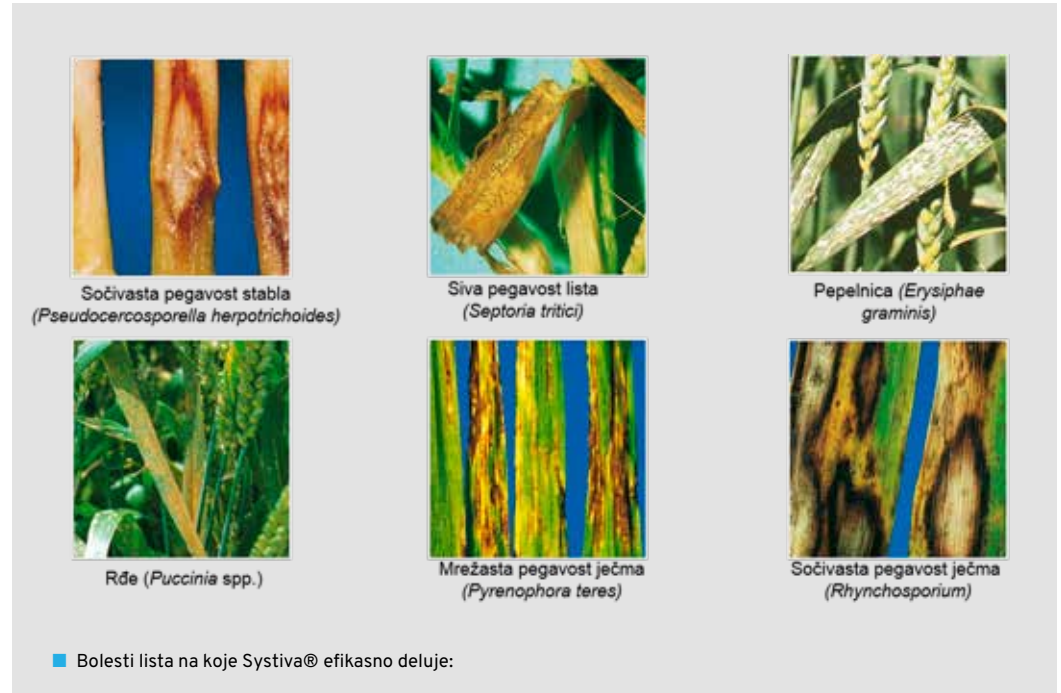 Sočivasta pegavost stabla
(Pseudocercosporella herpotrichoides)
Siva pegavost lista
(Septoria tritici)
Pepelnica (Erysiphae
graminis)
Rđe (Puccinia spp.)
Mrežasta pegavost ječma
(Pyrenophora teres)
Sočivasta pegavost ječma
(Rhynchosporium)
Bolesti lista na koje Systiva® efikasno deluje: